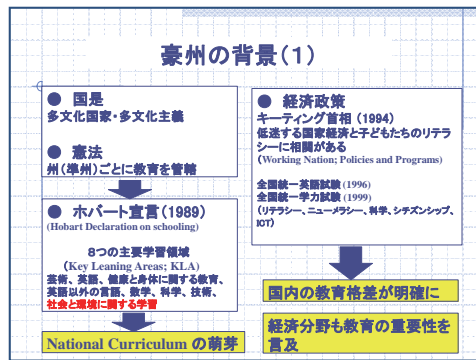 豪州の背景(1)
● 国是
多文化国家・多文化主義
● 憲法
州(準州)ごとに教育を管轄
● ホバート宣言(1989)
(Hobart Declaration on schooling)
8つの主要学習領域
(Key Leaning Areas; KLA)
芸術、英語、健康と身体に関する教育、
英語以外の言語、数学、科学、技術、
社会と環境に関する学習
National Curriculum の萌芽
● 経済政策
キーティング首相 (1994)
低迷する国家経済と子どもたちのリテラ
シーに相関がある
(Working Nation; Policies and Programs)
全国統一英語試験 (1996)
全国統一学力試験 (1999)
(リテラシー、ニューメラシー、科学、シチズンシップ、
ICT)
国内の教育格差が明確に
経済分野も教育の重要性を
言及